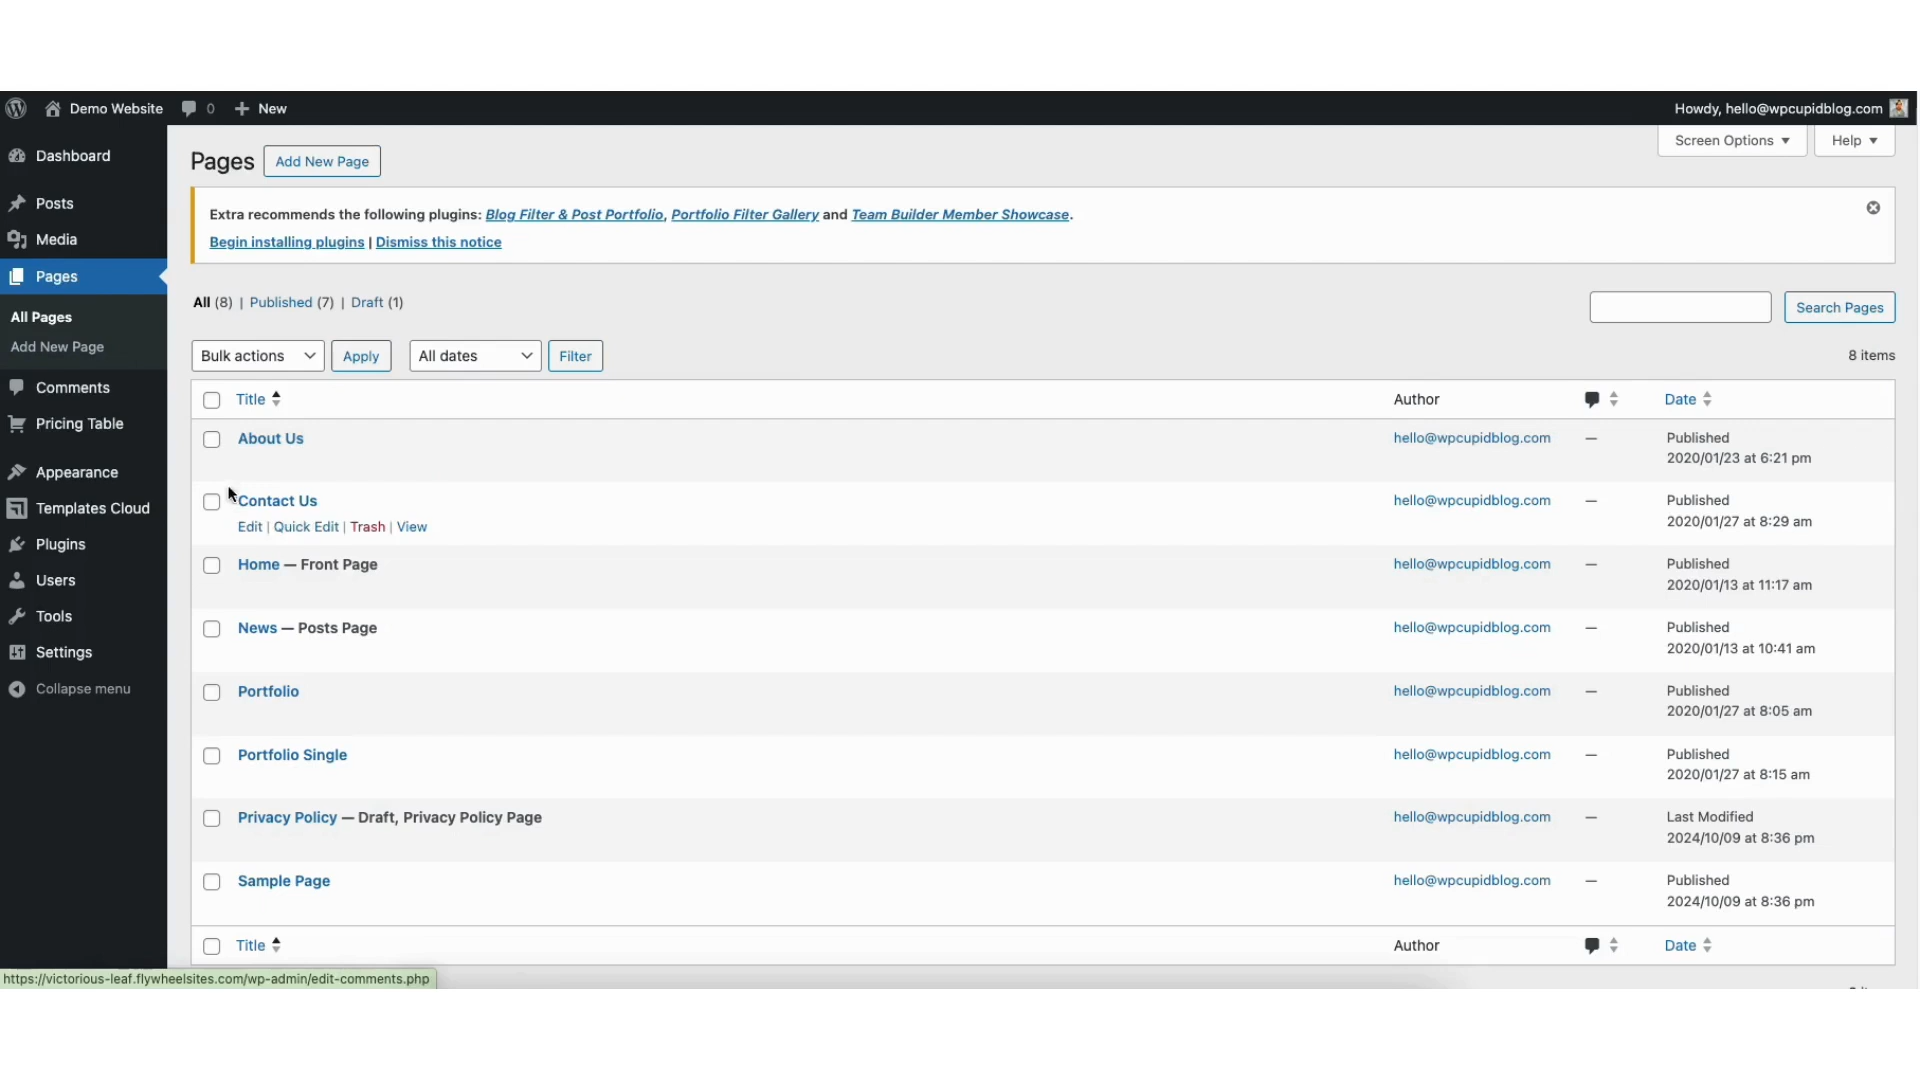 Demo Website 0 New Howdy, hello@wpcupidblog.com
Screen Options Help
Dashboard
Posts
Media
Pages
All Pages
Add New Page
Comments
Pricing Table
Appearance
Templates Cloud
Plugins
Users
Tools
Settings
Collapse menu
Pages Add New Page
Extra recommends the following plugins: Blog Filter & Post Portfolio, Portfolio Filter Gallery and Team Builder Member Showcase.
Begin installing plugins | Dismiss this notice
All (8) | Published (7) | Draft (1)
Search Pages
Bulk actions Apply All dates Filter 8 items
Title Author Date
About Us hello@wpcupidblog.com — Published
2020/01/23 at 6:21 pm
Contact Us hello@wpcupidblog.com — Published
2020/01/27 at 8:29 am
Edit | Quick Edit | Trash | View
Home — Front Page hello@wpcupidblog.com — Published
2020/01/13 at 11:17 am
News — Posts Page hello@wpcupidblog.com — Published
2020/01/13 at 10:41 am
Portfolio hello@wpcupidblog.com — Published
2020/01/27 at 8:05 am
Portfolio Single hello@wpcupidblog.com — Published
2020/01/27 at 8:15 am
Privacy Policy — Draft, Privacy Policy Page hello@wpcupidblog.com — Last Modified
2024/10/09 at 8:36 pm
Sample Page hello@wpcupidblog.com — Published
2024/10/09 at 8:36 pm
Title Author Date
https://victorious-leaf.flywheelsites.com/wp-admin/edit-comments.php